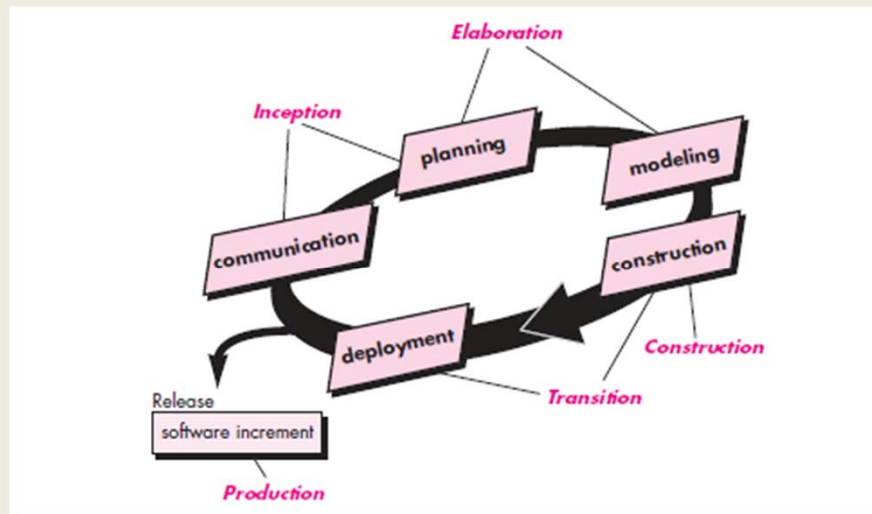 Elaboration
Inception
planning
modeling
communication
construction
deployment
Construction
Transition
Release
software increment
Production